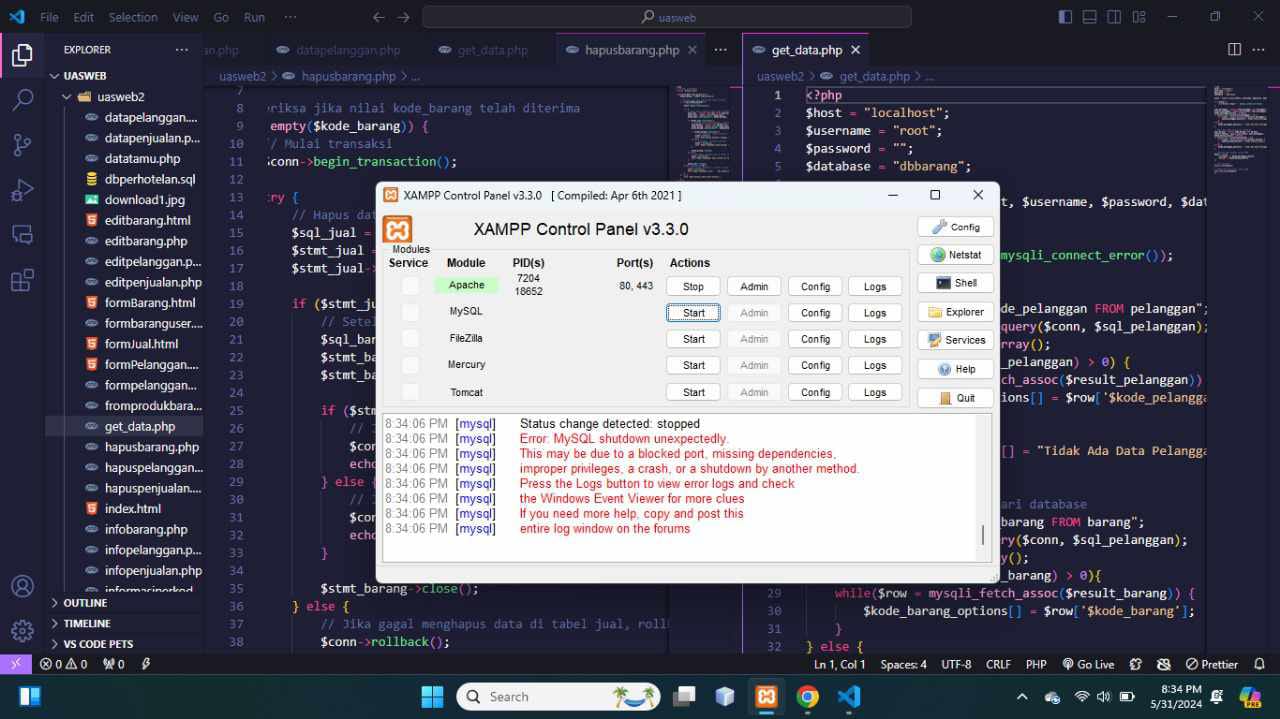 File Edit Selection View Go Run ···
uasweb
EXPLORER
UASWEB
uasweb2
datapelanggan....
datapenjualan.p...
datatamu.php
dbperhotelan.sql
download1.jpg
editbarang.html
editbarang.php
editpelanggan.p...
editpenjualan.php
formBarang.html
formbaranguser....
formJual.html
formPelanggan....
formpelanggan...
fromprodukbara...
get_data.php
hapusbarang.php
hapuspelanggan...
hapuspenjualan....
index.html
infobarang.php
infopelanggan.p...
infopenjualan.php
OUTLINE
TIMELINE
VS CODE PETS
an.php datapelanggan.php get_data.php hapusbarang.php
uasweb2 > hapusbarang.php > ...
7
8 eriksa jika nilai kode_barang telah diterima
9 empty($kode_barang)) {
10 / Mulai transaksi
11 $conn->begin_transaction();
12
13 try {
14 // Hapus dat
15 $sql_jual =
16 $stmt_jual =
17 $stmt_jual->
18
19 if ($stmt_ju
20 // Setel
21 $sql_bar
22 $stmt_ba
23 $stmt_ba
24
25 if ($stm
26 // J
27 $con
28 echo
29 } else {
30 // J
31 $con
32 echo
33 }
34
35 $stmt_barang->close();
36 } else {
37 // Jika gagal menghapus data di tabel jual, roll
38 $conn->rollback();
get_data.php
uasweb2 > get_data.php > ...
1 <?php
2 $host = "localhost";
3 $username = "root";
4 $password = "";
5 $database = "dbbarang";
6
t, $username, $password, $dat
mysqli_connect_error());
de_pelanggan FROM pelanggan";
query($conn, $sql_pelanggan);
rray();
_pelanggan) > 0) {
tch_assoc($result_pelanggan))
ions[] = $row['$kode_pelangga
[] = "Tidak Ada Data Pelangga
ari database
barang FROM barang";
ry($conn, $sql_pelanggan);
y();
_barang) > 0){
29 while($row = mysqli_fetch_assoc($result_barang)) {
30 $kode_barang_options[] = $row['$kode_barang'];
31 }
32 } else {
XAMPP Control Panel v3.3.0 [ Compiled: Apr 6th 2021 ]
XAMPP Control Panel v3.3.0
Modules
Service Module PID(s) Port(s) Actions
Apache 7204 18652 80, 443 Stop Admin Config Logs
MySQL Start Admin Config Logs
FileZilla Start Admin Config Logs
Mercury Start Admin Config Logs
Tomcat Start Admin Config Logs
Config
Netstat
Shell
Explorer
Services
Help
Quit
8:34:06 PM [mysql] Status change detected: stopped
8:34:06 PM [mysql] Error: MySQL shutdown unexpectedly.
8:34:06 PM [mysql] This may be due to a blocked port, missing dependencies,
8:34:06 PM [mysql] improper privileges, a crash, or a shutdown by another method.
8:34:06 PM [mysql] Press the Logs button to view error logs and check
8:34:06 PM [mysql] the Windows Event Viewer for more clues
8:34:06 PM [mysql] If you need more help, copy and post this
8:34:06 PM [mysql] entire log window on the forums
0 0 0 Ln 1, Col 1 Spaces: 4 UTF-8 CRLF PHP Go Live Prettier
Search
8:34 PM
5/31/2024
PRE